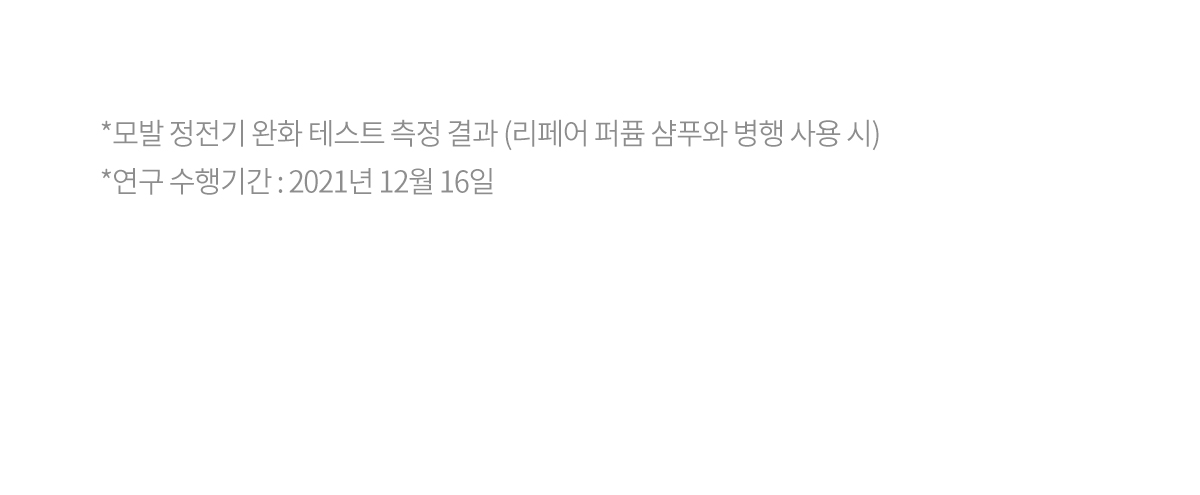 *모발 정전기 완화 테스트 측정 결과 (리페어 퍼퓸 샴푸와 병행 사용 시)
*연구 수행기간 : 2021년 12월 16일